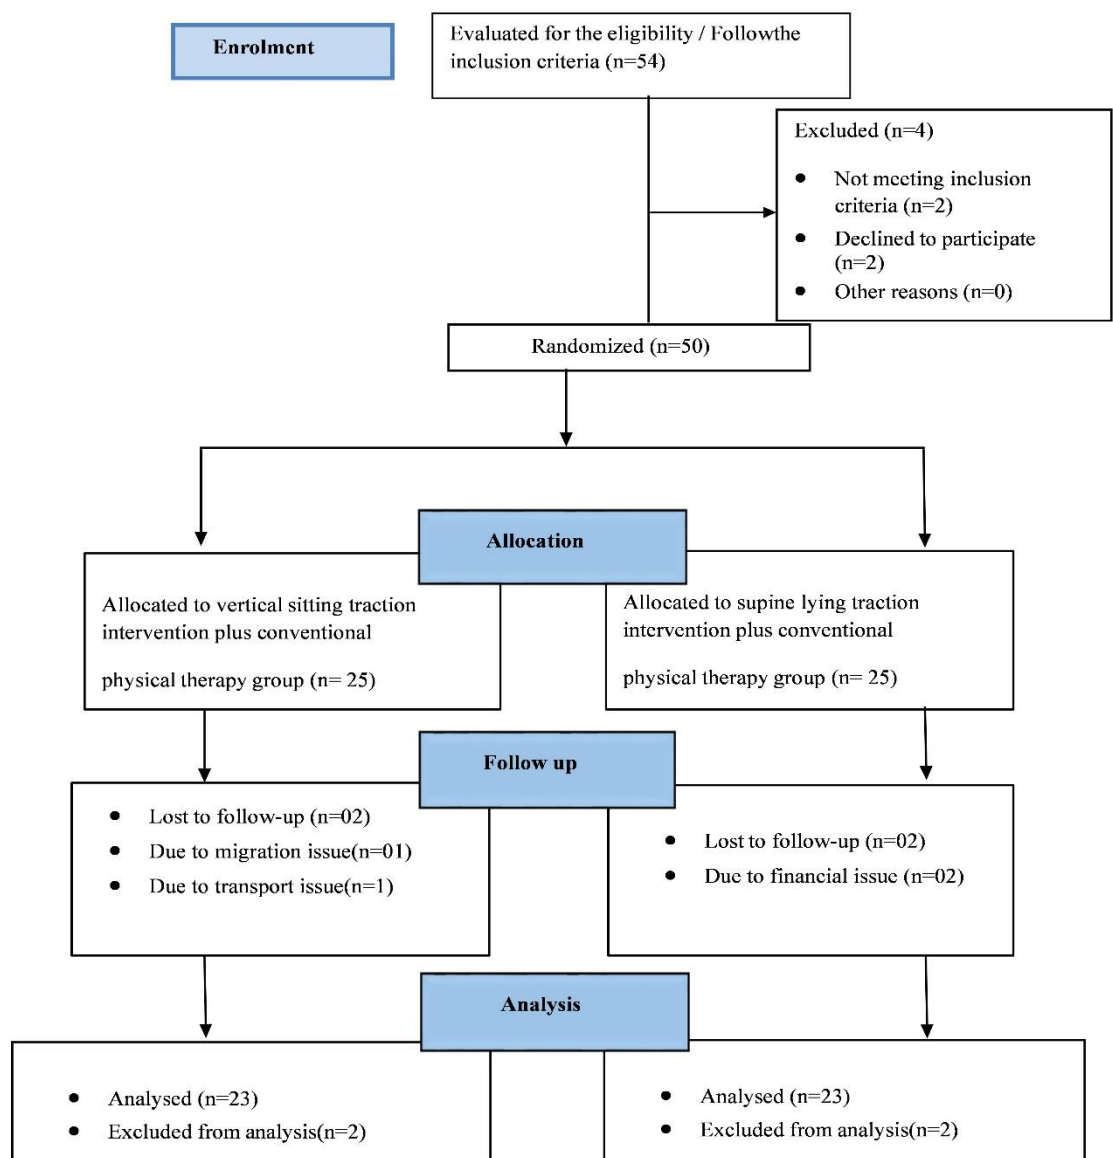 Enrolment
Evaluated for the eligibility / Followthe
inclusion criteria (n=54)
Excluded (n=4)
● Not meeting inclusion
criteria (n=2)
● Declined to participate
(n=2)
● Other reasons (n=0)
Randomized (n=50)
Allocation
Allocated to vertical sitting traction
intervention plus conventional
physical therapy group (n= 25)
Allocated to supine lying traction
intervention plus conventional
physical therapy group (n= 25)
Follow up
● Lost to follow-up (n=02)
● Due to migration issue(n=01)
● Due to transport issue(n=1)
● Lost to follow-up (n=02)
● Due to financial issue (n=02)
Analysis
● Analysed (n=23)
● Excluded from analysis(n=2)
● Analysed (n=23)
● Excluded from analysis(n=2)